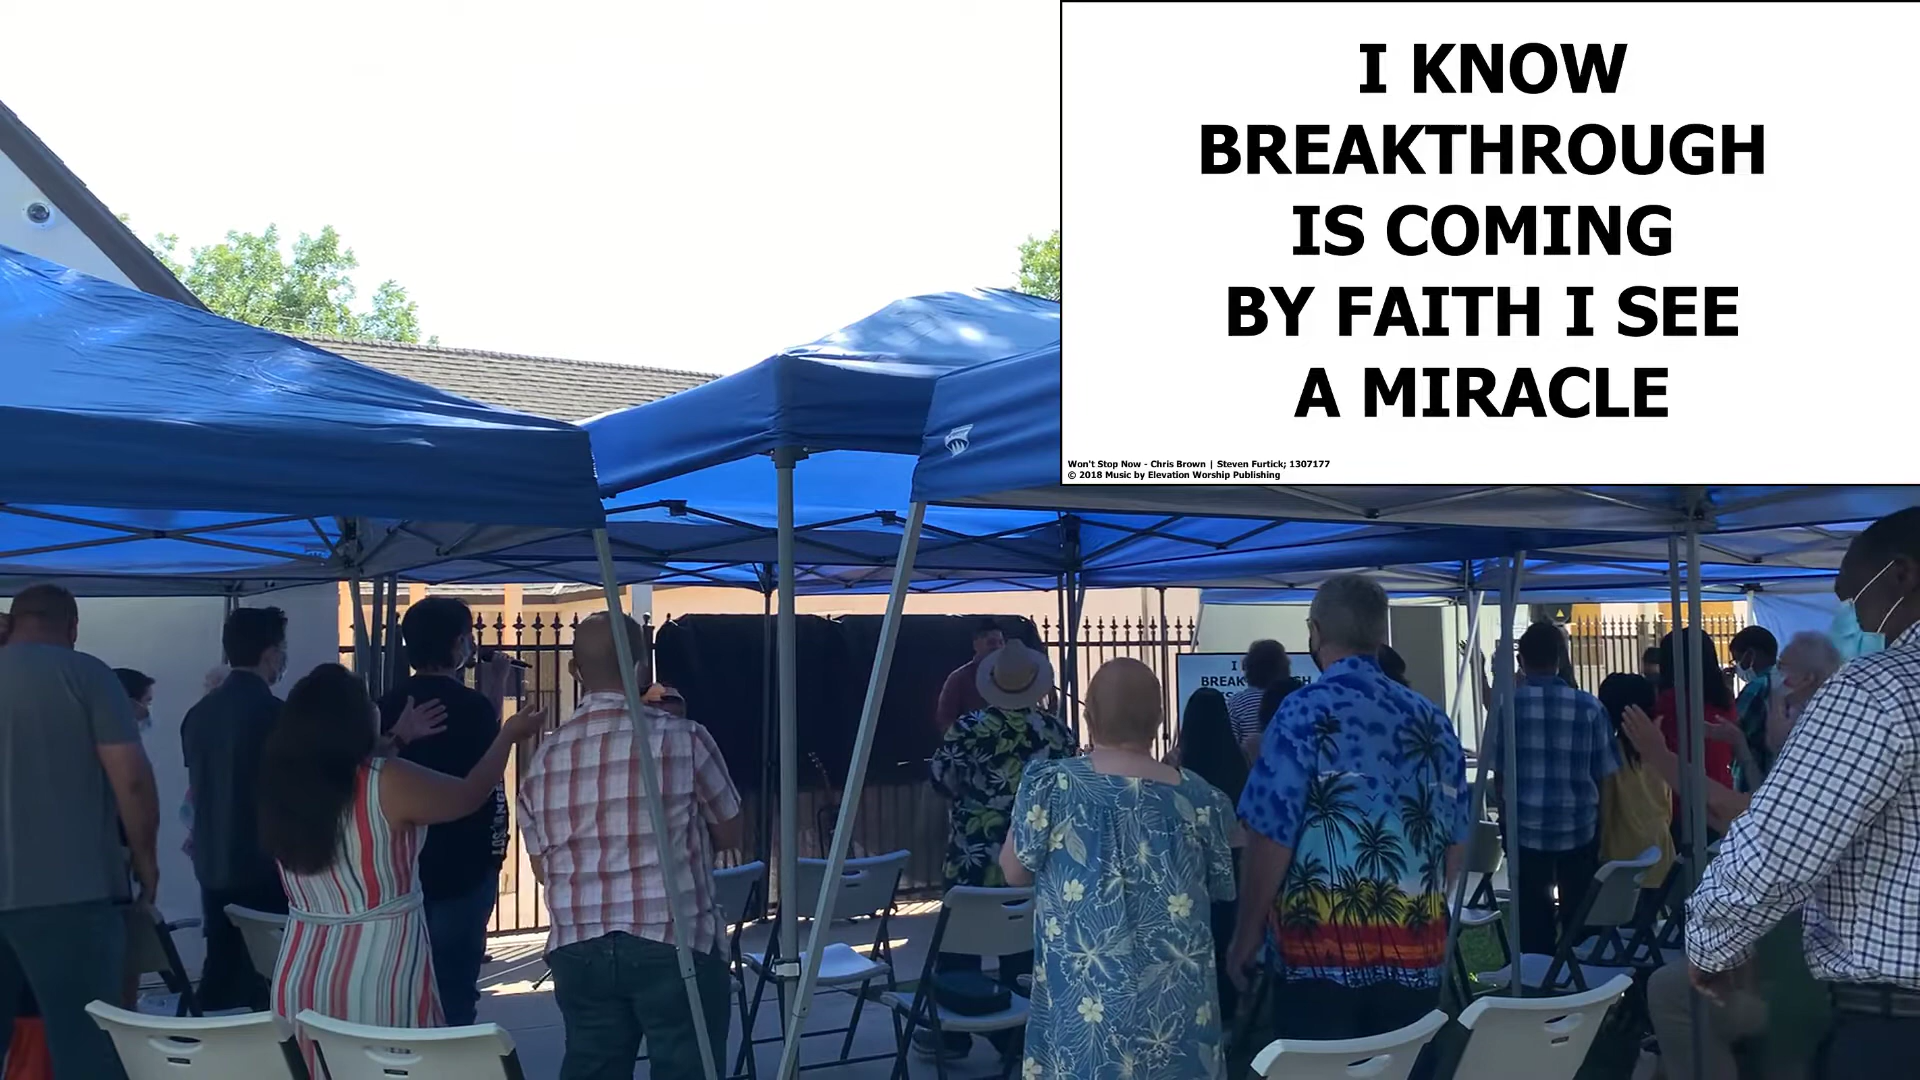 I KNOW
BREAKTHROUGH
IS COMING
BY FAITH I SEE
A MIRACLE
Won't Stop Now - Chris Brown | Steven Furtick; 1307177
© 2018 Music by Elevation Worship Publishing
I
BREAK